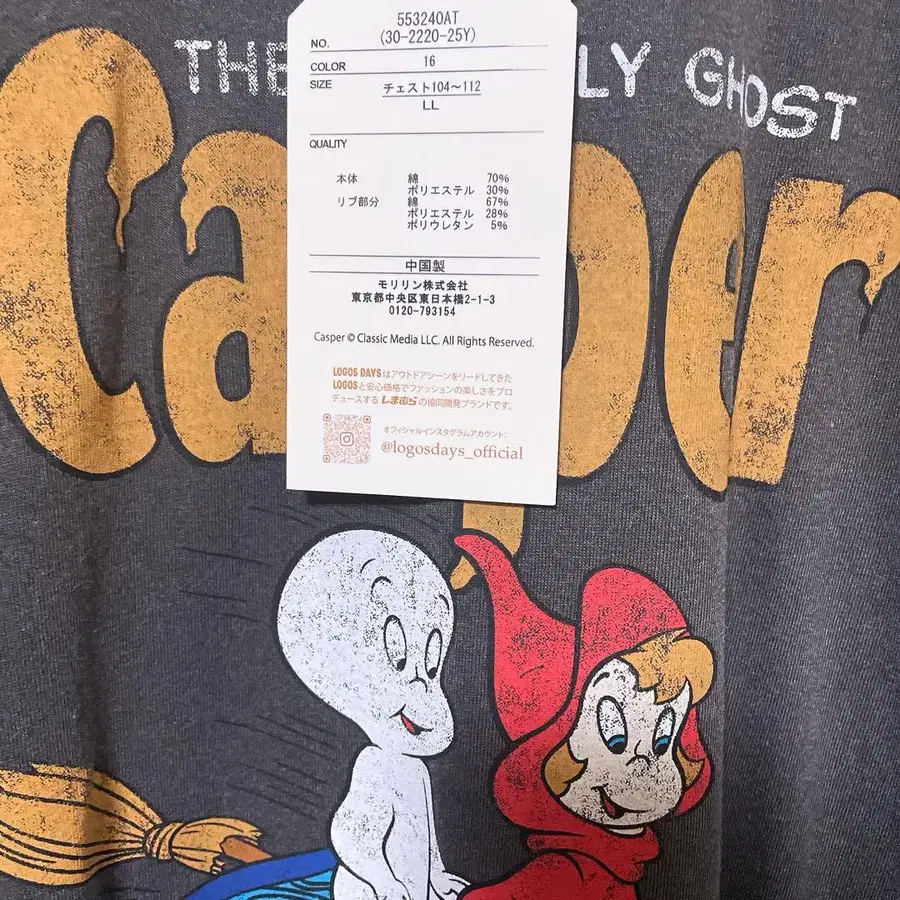 THE LY GHOST
Casper
553240AT
NO. (30-2220-25Y)
COLOR 16
SIZE チェスト104～112
LL
QUALITY
本体 綿 70%
ポリエステル 30%
リブ部分 綿 67%
ポリエステル 28%
ポリウレタン 5%
中国製
モリリン株式会社
東京都中央区東日本橋2-1-3
0120-793154
Casper © Classic Media LLC. All Rights Reserved.
LOGOS DAYSはアウトドアシーンをリードしてきた
LOGOSと安心価格でファッションの楽しさをプロ
デュースするしまむらの協同開発ブランドです。
オフィシャルインスタグラムアカウント：
@logosdays_official